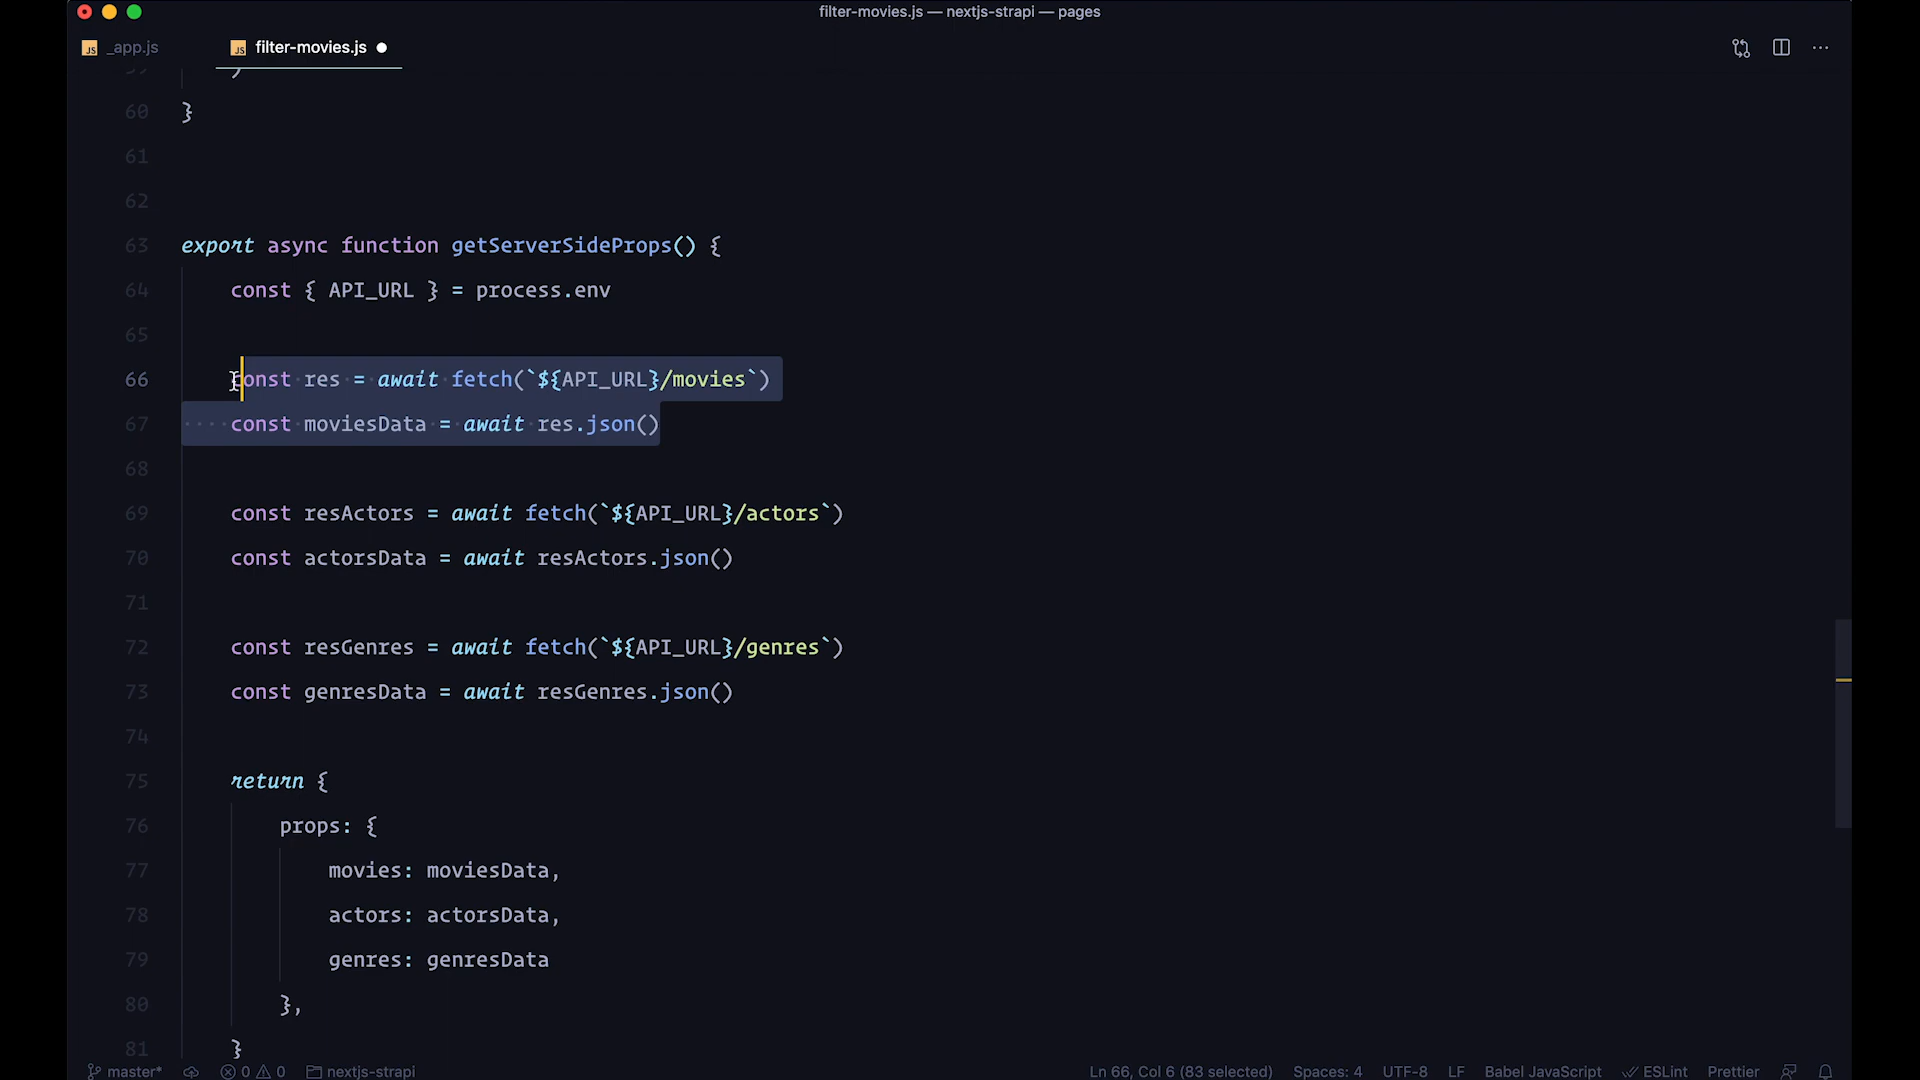 filter-movies.js — nextjs-strapi — pages
JS _app.js JS filter-movies.js
60 }
61
62
63 export async function getServerSideProps() {
64     const { API_URL } = process.env
65
66     const res = await fetch(`${API_URL}/movies`)
67     const moviesData = await res.json()
68
69     const resActors = await fetch(`${API_URL}/actors`)
70     const actorsData = await resActors.json()
71
72     const resGenres = await fetch(`${API_URL}/genres`)
73     const genresData = await resGenres.json()
74
75     return {
76         props: {
77             movies: moviesData,
78             actors: actorsData,
79             genres: genresData
80         },
81     }
master* 0 0 nextjs-strapi Ln 66, Col 6 (83 selected) Spaces: 4 UTF-8 LF Babel JavaScript ESLint Prettier